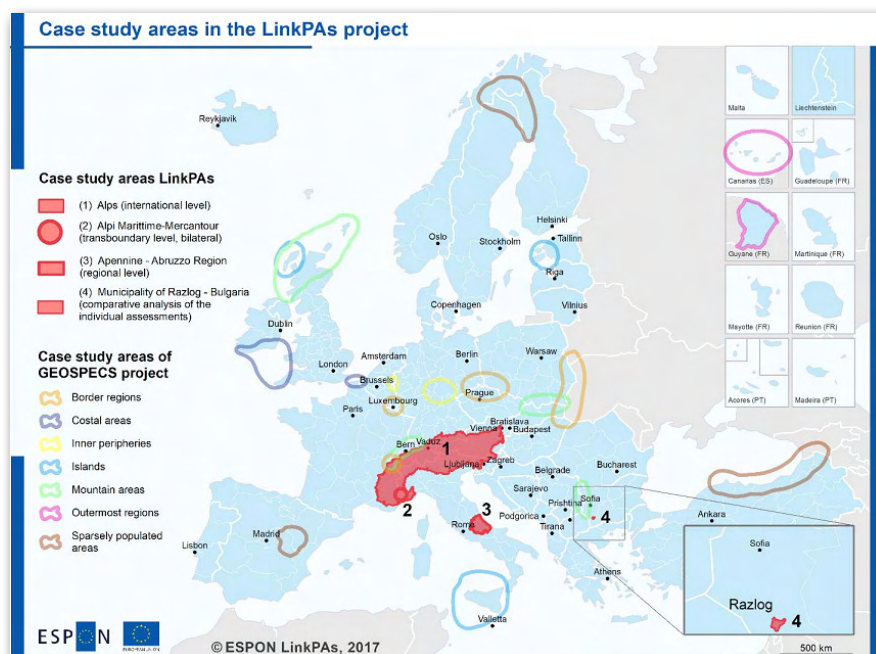 Case study areas in the LinkPAs project
Malta
Liechtenstein
Reykjavik
Canarias (ES)
Guadeloupe (FR)
Case study areas LinkPAs
(1) Alps (international level)
(2) Alpi Marittime-Mercantour
(transboundary level, bilateral)
(3) Apennine - Abruzzo Region
(regional level)
(4) Municipality of Razlog - Bulgaria
(comparative analysis of the
individual assessments)
Helsinki
Oslo
Stockholm
Tallinn
Guyane (FR)
Martinique (FR)
Riga
Copenhagen
Vilnius
Mayotte (FR)
Reunion (FR)
Dublin
Case study areas of
GEOSPECS project
Border regions
Costal areas
Inner peripheries
Islands
Mountain areas
Outermost regions
Sparsely populated
areas
Amsterdam
Berlin
Warsaw
London
Brussels
Acores (PT)
Madeira (PT)
Luxembourg
Prague
Paris
Bratislava
Vienna
Budapest
Bern
Vaduz
1
Ljubljana
Zagreb
Belgrade
Bucharest
Sarajevo
2
3
Prishtina
Sofia
4
Roma
Podgorica
Tirana
Ankara
Madrid
Lisbon
Athens
Valletta
Sofia
Razlog
4
ESPON
EUROPEAN UNION
© ESPON LinkPAs, 2017
500 km